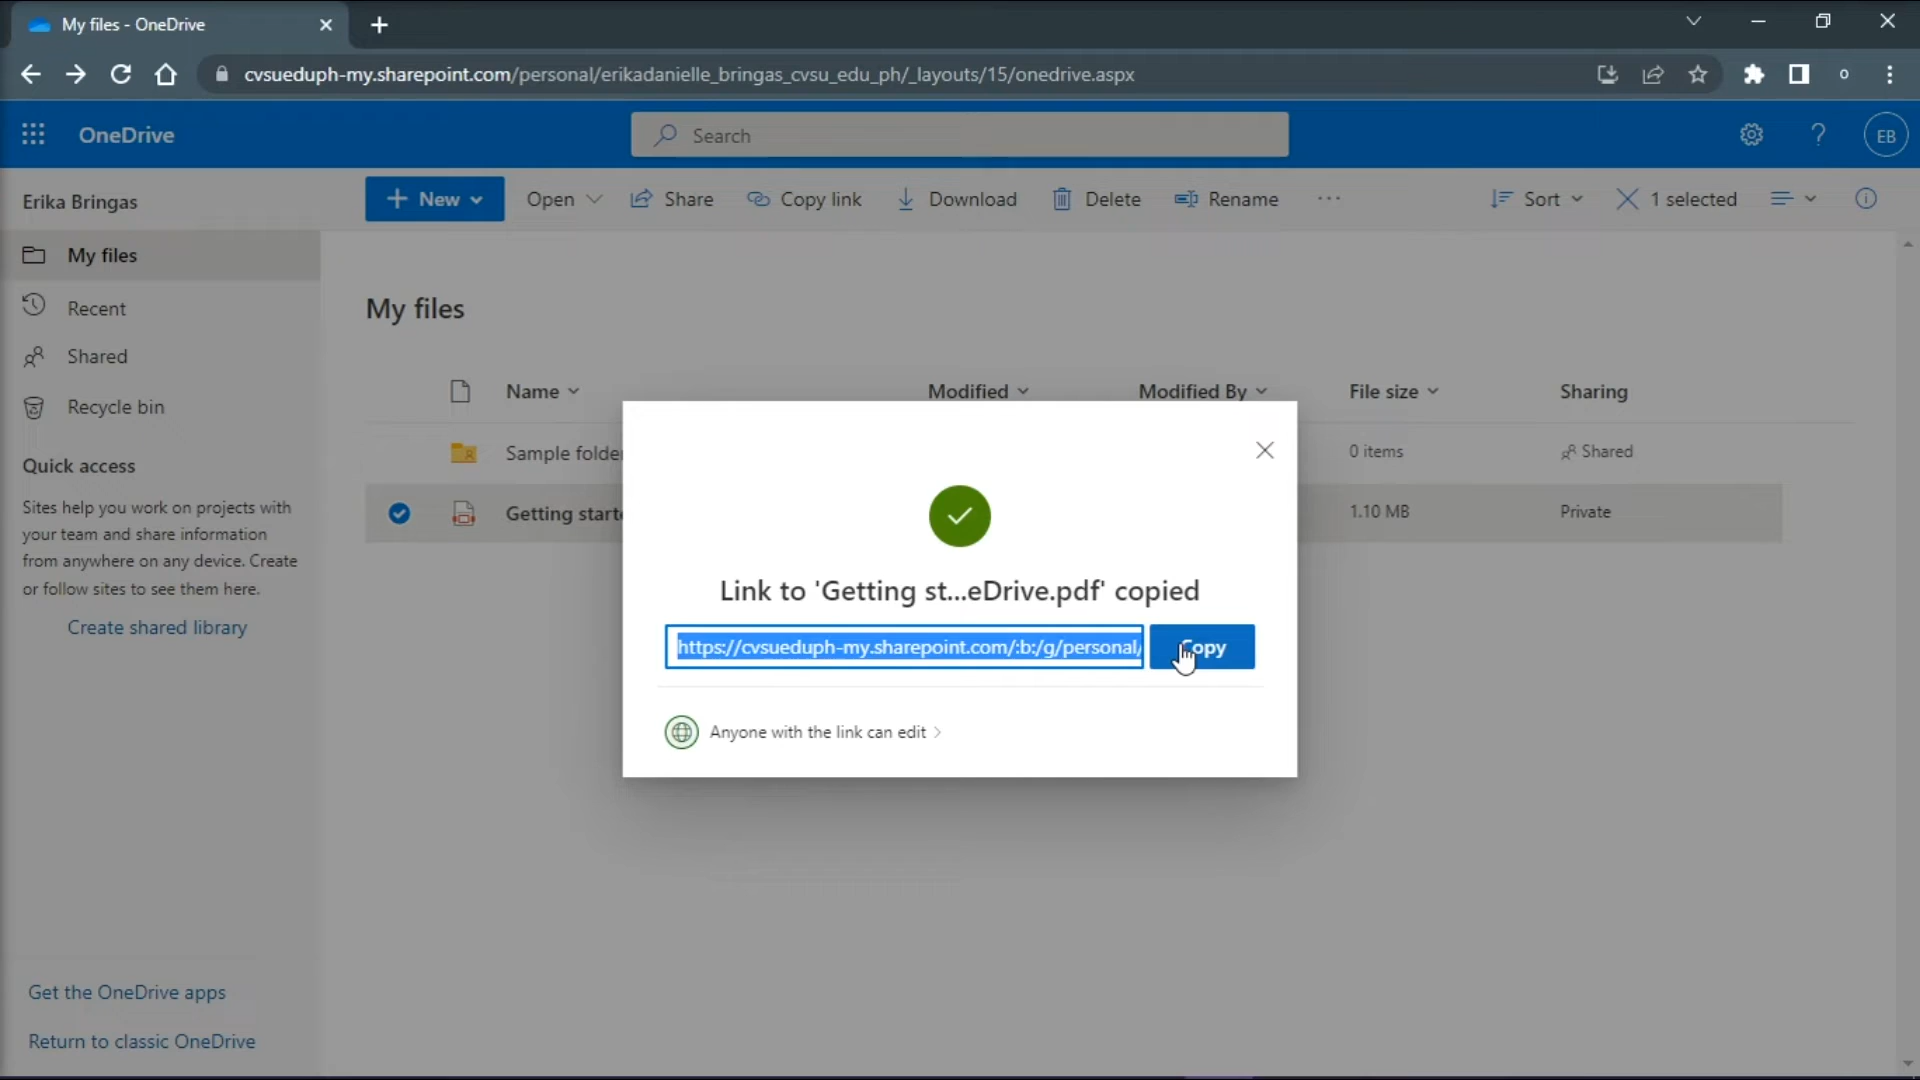 My files - OneDrive
cvsueduph-my.sharepoint.com/personal/erikadanielle_bringas_cvsu_edu_ph/_layouts/15/onedrive.aspx
OneDrive
Search
EB
Erika Bringas
New
Open
Share
Copy link
Download
Delete
Rename
Sort
1 selected
My files
Recent
Shared
Recycle bin
Quick access
Sites help you work on projects with
your team and share information
from anywhere on any device. Create
or follow sites to see them here.
Create shared library
Get the OneDrive apps
Return to classic OneDrive
My files
Name
Modified
Modified By
File size
Sharing
Sample folder
0 items
Shared
Getting starte
1.10 MB
Private
Link to 'Getting st...eDrive.pdf' copied
https://cvsueduph-my.sharepoint.com/:b:/g/personal/
Copy
Anyone with the link can edit